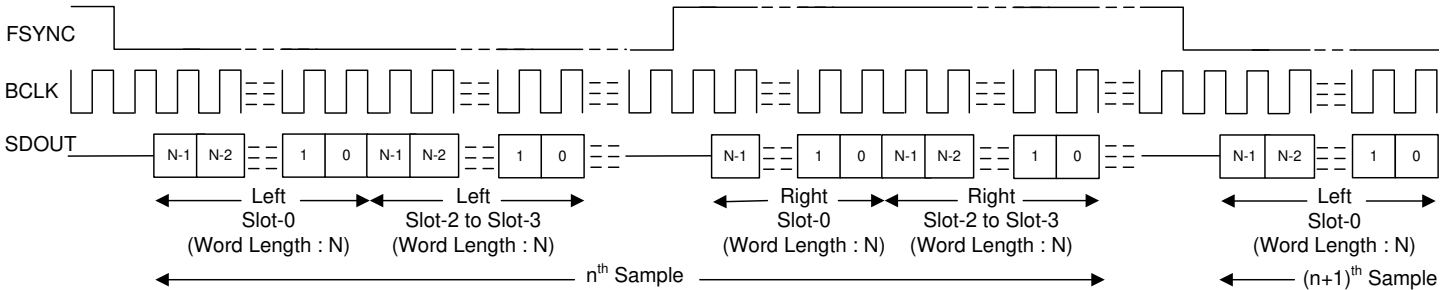 FSYNC
BCLK
SDOUT
N-1 N-2 1 0 N-1 N-2 1 0 N-1 1 0 N-1 N-2 1 0 N-1 N-2 1 0
Left Left Right Right Left
Slot-0 Slot-2 to Slot-3 Slot-0 Slot-2 to Slot-3 Slot-0
(Word Length : N) (Word Length : N) (Word Length : N) (Word Length : N) (Word Length : N)
nth Sample (n+1)th Sample